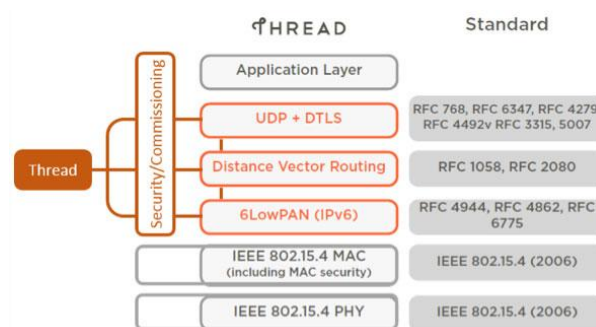 THREAD
Standard
Application Layer
Security/Commissioning
UDP + DTLS
RFC 768, RFC 6347, RFC 4279,
RFC 4492v RFC 3315, 5007
Thread
Distance Vector Routing
RFC 1058, RFC 2080
6LowPAN (IPv6)
RFC 4944, RFC 4862, RFC
6775
IEEE 802.15.4 MAC
(including MAC security)
IEEE 802.15.4 (2006)
IEEE 802.15.4 PHY
IEEE 802.15.4 (2006)